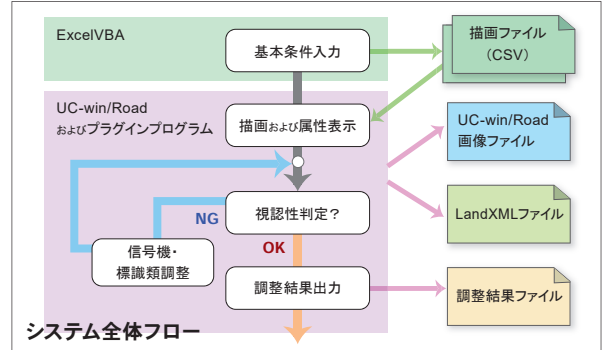 ExcelVBA
基本条件入力
描画ファイル
（CSV）
UC-win/Road
およびプラグインプログラム
描画および属性表示
UC-win/Road
画像ファイル
視認性判定？
NG
OK
LandXMLファイル
信号機・
標識類調整
調整結果出力
調整結果ファイル
システム全体フロー